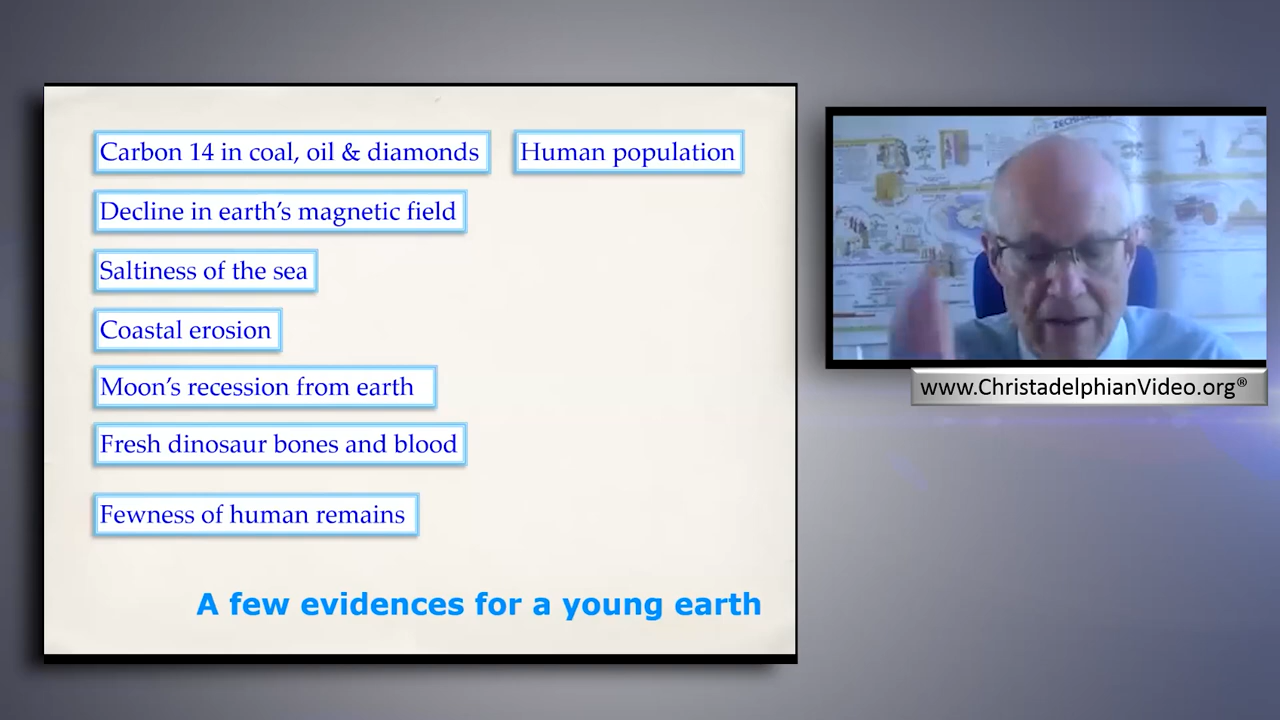 Carbon 14 in coal, oil & diamonds
Human population
Decline in earth's magnetic field
Saltiness of the sea
Coastal erosion
Moon's recession from earth
Fresh dinosaur bones and blood
Fewness of human remains
A few evidences for a young earth
www.ChristadelphianVideo.org®